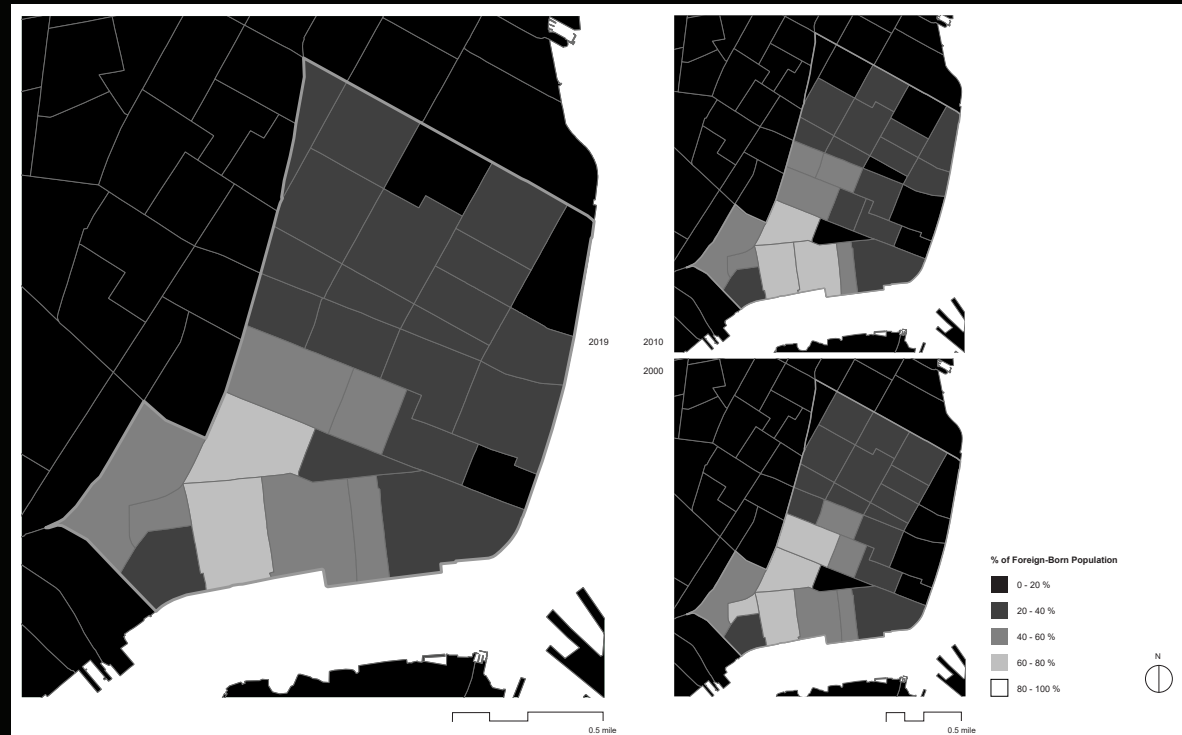 2019
2010
2000
% of Foreign-Born Population
0 - 20 %
20 - 40 %
40 - 60 %
60 - 80 %
80 - 100 %
N
0.5 mile
0.5 mile